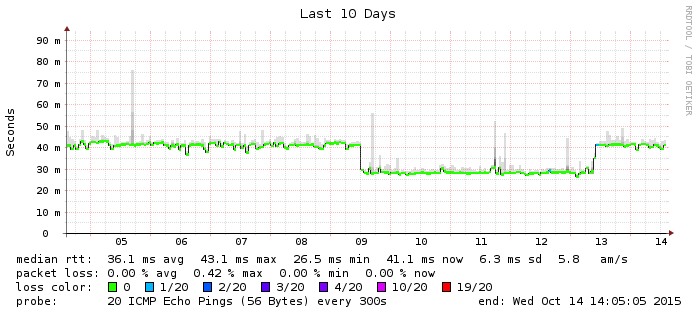 Last 10 Days
RRDTOOL / TOBI OETIKER
Seconds
90 m
80 m
70 m
60 m
50 m
40 m
30 m
20 m
10 m
0
05 06 07 08 09 10 11 12 13 14
median rtt: 36.1 ms avg 43.1 ms max 26.5 ms min 41.1 ms now 6.3 ms sd 5.8 am/s
packet loss: 0.00 % avg 0.42 % max 0.00 % min 0.00 % now
loss color: 0 1/20 2/20 3/20 4/20 10/20 19/20
probe: 20 ICMP Echo Pings (56 Bytes) every 300s end: Wed Oct 14 14:05:05 2015